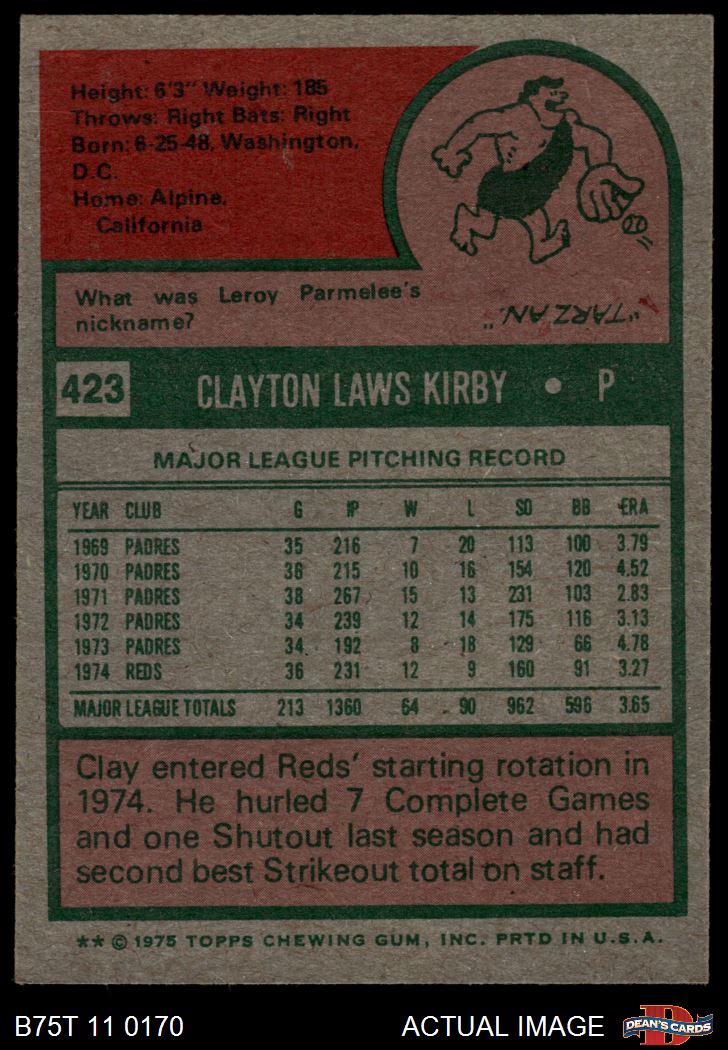 Height: 6'3" Weight: 185
Throws: Right Bats: Right
Born: 6-25-48, Washington,
D.C.
Home: Alpine,
California
What was Leroy Parmelee's
nickname?
"TARZAN."
423 CLAYTON LAWS KIRBY • P
MAJOR LEAGUE PITCHING RECORD
YEAR CLUB G IP W L SO BB ERA
1969 PADRES 35 216 7 20 113 100 3.79
1970 PADRES 36 215 10 16 154 120 4.52
1971 PADRES 38 267 15 13 231 103 2.83
1972 PADRES 34 239 12 14 175 116 3.13
1973 PADRES 34 192 8 18 129 66 4.78
1974 REDS 36 231 12 9 160 91 3.27
MAJOR LEAGUE TOTALS 213 1360 64 90 962 596 3.65
Clay entered Reds' starting rotation in
1974. He hurled 7 Complete Games
and one Shutout last season and had
second best Strikeout total on staff.
** © 1975 TOPPS CHEWING GUM, INC. PRTD IN U.S.A.
B75T 11 0170 ACTUAL IMAGE
D
DEAN'S CARDS